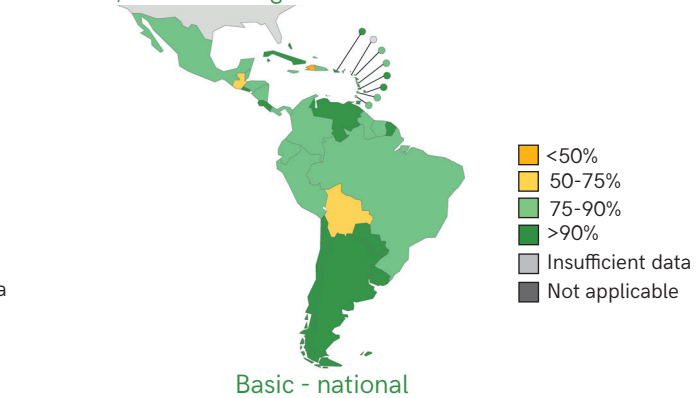 <50%
50-75%
75-90%
>90%
Insufficient data
Not applicable
a
Basic - national